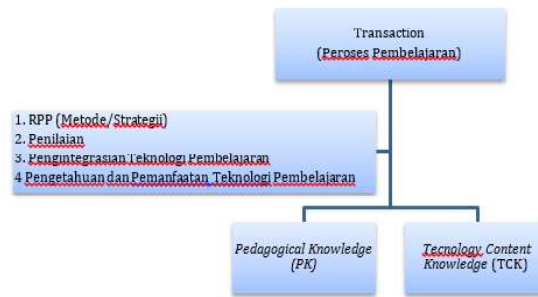 Transaction
(Peroses Pembelajaran)
1. RPP (Metode/Strategii)
2. Penilaian
3. Pengintegrasian Teknologi Pembelajaran
4 Pengetahuan dan Pemanfaatan Teknologi Pembelajaran
Pedagogical Knowledge
(PK)
Tecnology Content
Knowledge (TCK)